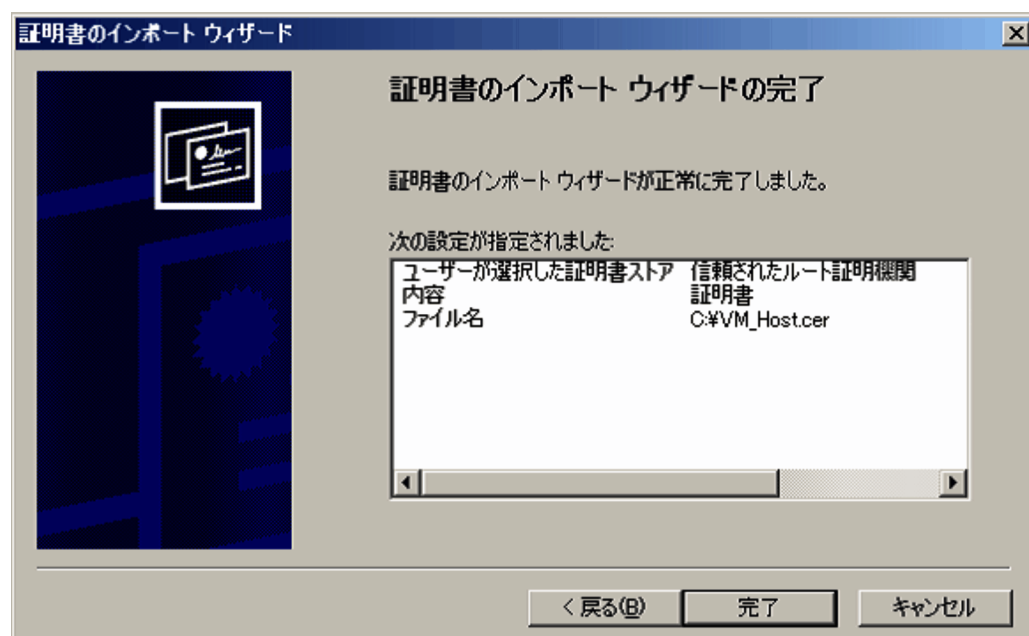 証明書のインポート ウィザード
証明書のインポート ウィザードの完了
証明書のインポート ウィザードが正常に完了しました。
次の設定が指定されました:
ユーザーが選択した証明書ストア 信頼されたルート証明機関
内容 証明書
ファイル名 C:¥VM_Host.cer
< 戻る(B) 完了 キャンセル